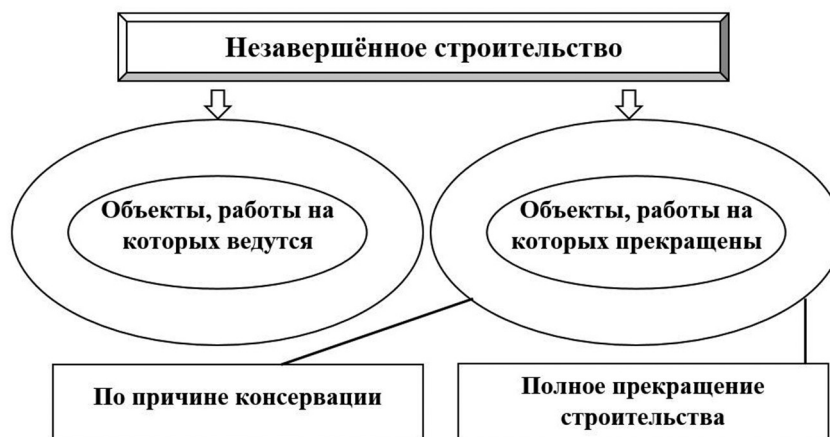 Незавершённое строительство
Объекты, работы на
которых ведутся
Объекты, работы на
которых прекращены
По причине консервации
Полное прекращение
строительства